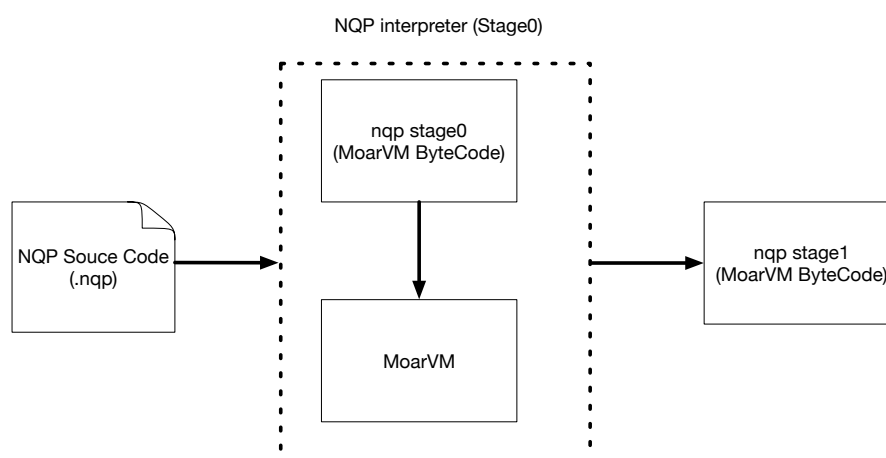 NQP interpreter (Stage0)
nqp stage0
(MoarVM ByteCode)
NQP Souce Code
(.nqp)
nqp stage1
(MoarVM ByteCode)
MoarVM